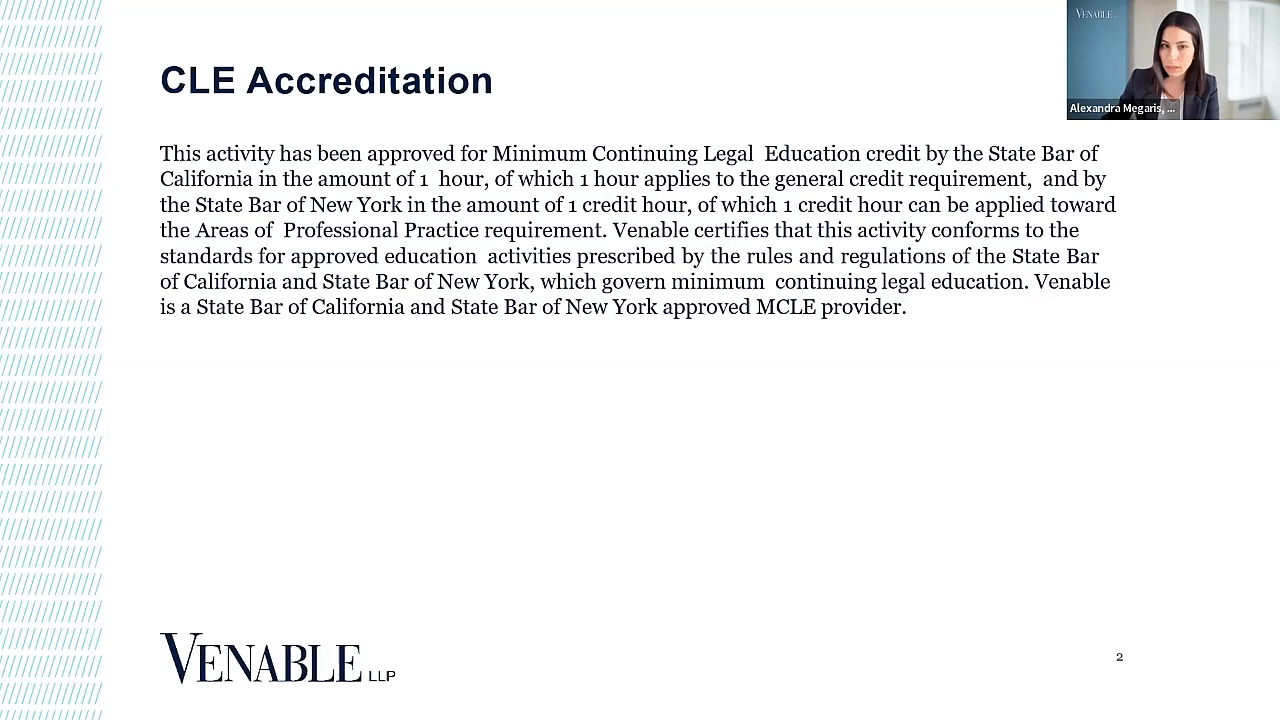 VENABLE
CLE Accreditation
Alexandra Megaris, ...
This activity has been approved for Minimum Continuing Legal Education credit by the State Bar of
California in the amount of 1 hour, of which 1 hour applies to the general credit requirement, and by
the State Bar of New York in the amount of 1 credit hour, of which 1 credit hour can be applied toward
the Areas of Professional Practice requirement. Venable certifies that this activity conforms to the
standards for approved education activities prescribed by the rules and regulations of the State Bar
of California and State Bar of New York, which govern minimum continuing legal education. Venable
is a State Bar of California and State Bar of New York approved MCLE provider.
VENABLE LLP
2